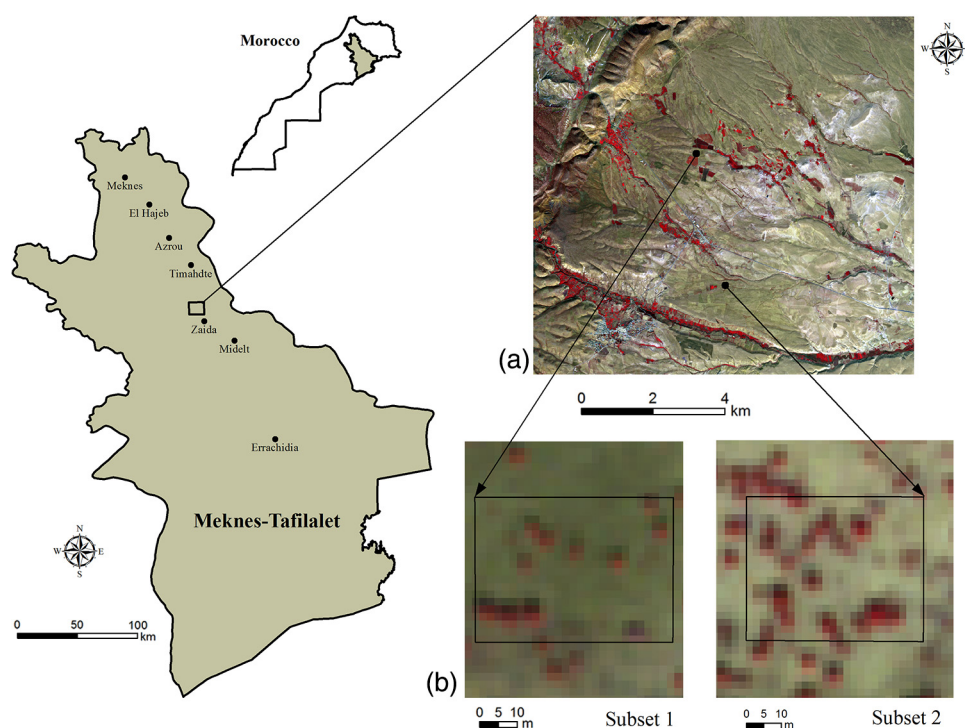 Morocco
N
W E
S
Meknes
El Hajeb
Azrou
Timahdte
Zaida
Midelt
Errachidia
Meknes-Tafilalet
N
W E
S
0 50 100
km
(a)
0 2 4
km
(b)
0 5 10
m
Subset 1
0 5 10
m
Subset 2